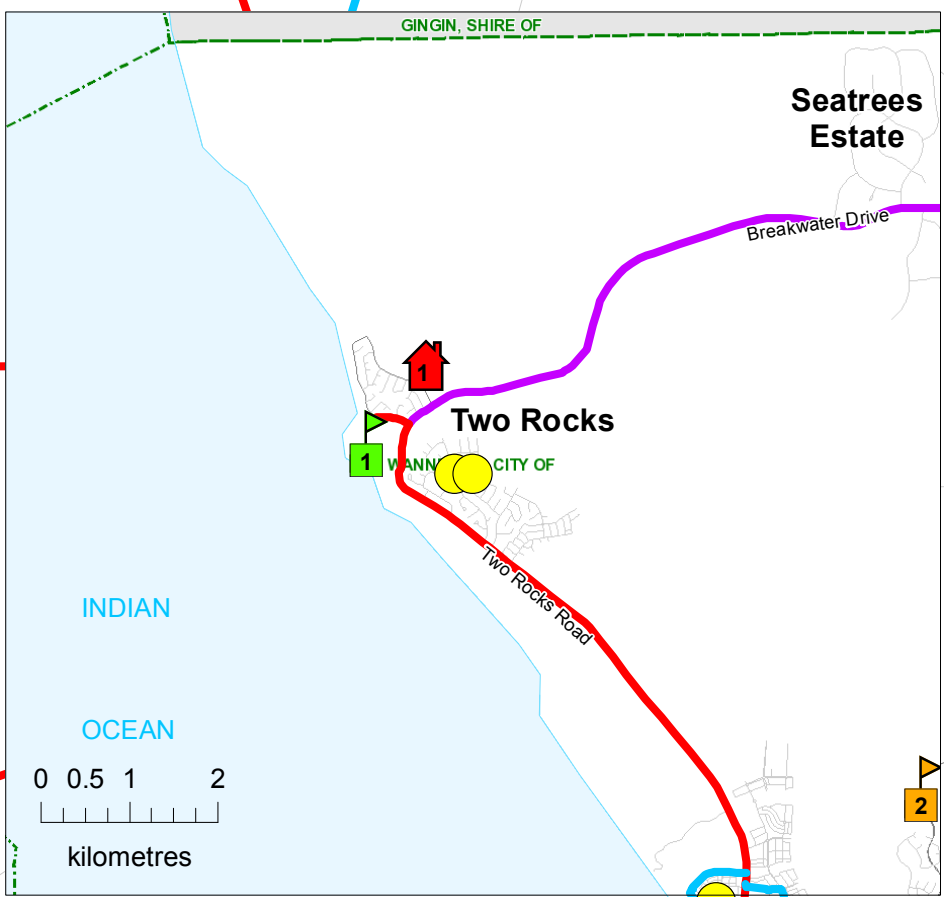 GINGIN, SHIRE OF
Seatrees
Estate
Breakwater Drive
1
Two Rocks
1
WANN CITY OF
Two Rocks Road
INDIAN
OCEAN
0 0.5 1 2
kilometres
2